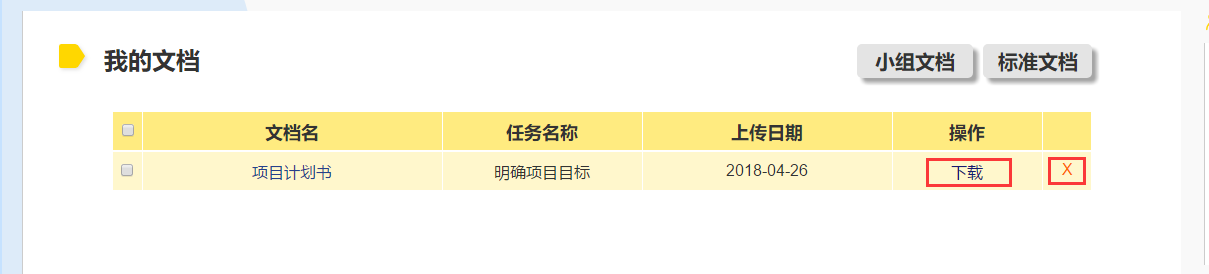 我的文档
小组文档 标准文档
文档名 任务名称 上传日期 操作
项目计划书 明确项目目标 2018-04-26 下载 X